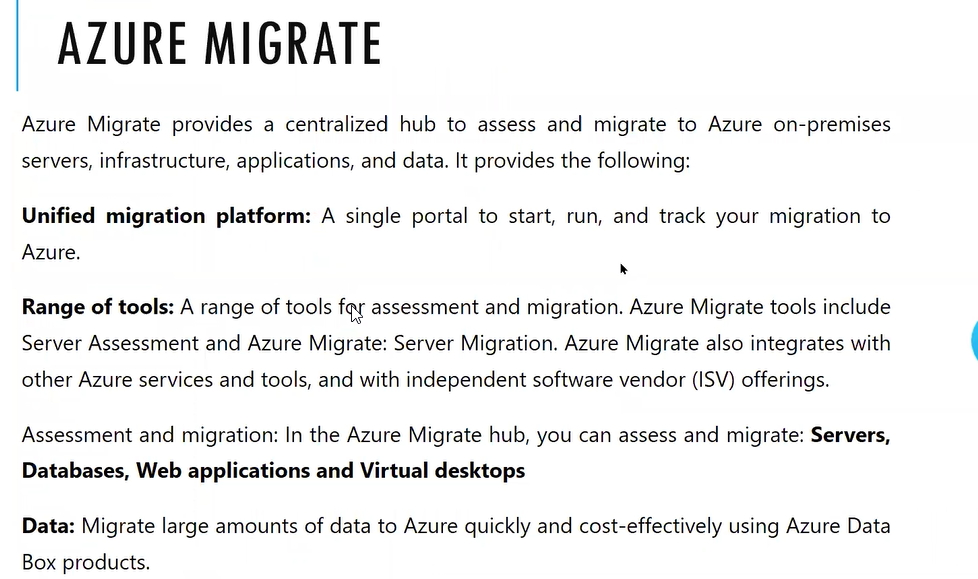 AZURE MIGRATE
Azure Migrate provides a centralized hub to assess and migrate to Azure on-premises
servers, infrastructure, applications, and data. It provides the following:
Unified migration platform: A single portal to start, run, and track your migration to
Azure.
Range of tools: A range of tools for assessment and migration. Azure Migrate tools include
Server Assessment and Azure Migrate: Server Migration. Azure Migrate also integrates with
other Azure services and tools, and with independent software vendor (ISV) offerings.
Assessment and migration: In the Azure Migrate hub, you can assess and migrate: Servers,
Databases, Web applications and Virtual desktops
Data: Migrate large amounts of data to Azure quickly and cost-effectively using Azure Data
Box products.